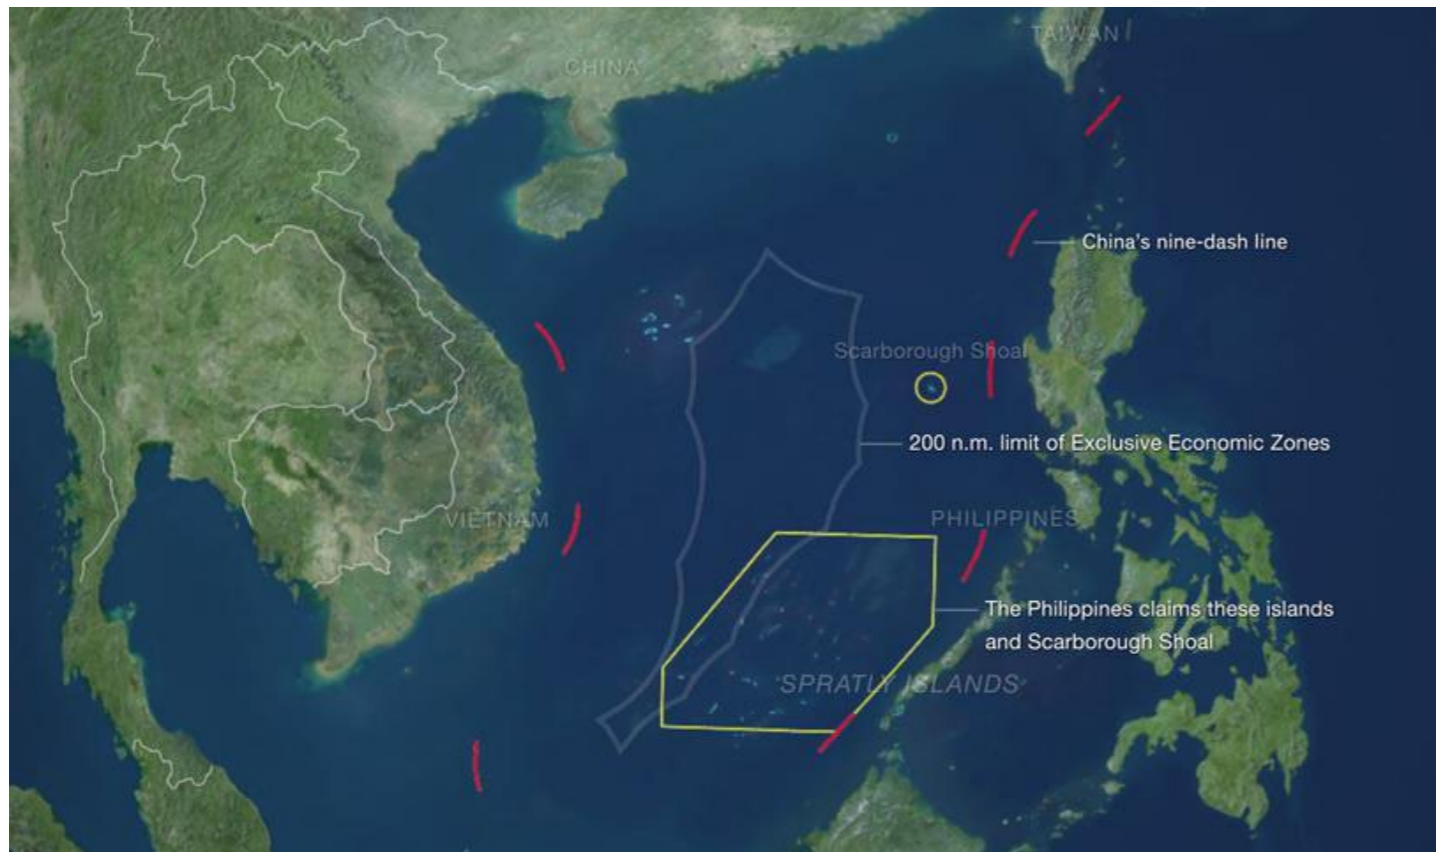 TAIWAN
CHINA
China's nine-dash line
Scarborough Shoal
200 n.m. limit of Exclusive Economic Zones
VIETNAM
PHILIPPINES
The Philippines claims these islands
and Scarborough Shoal
SPRATLY ISLANDS